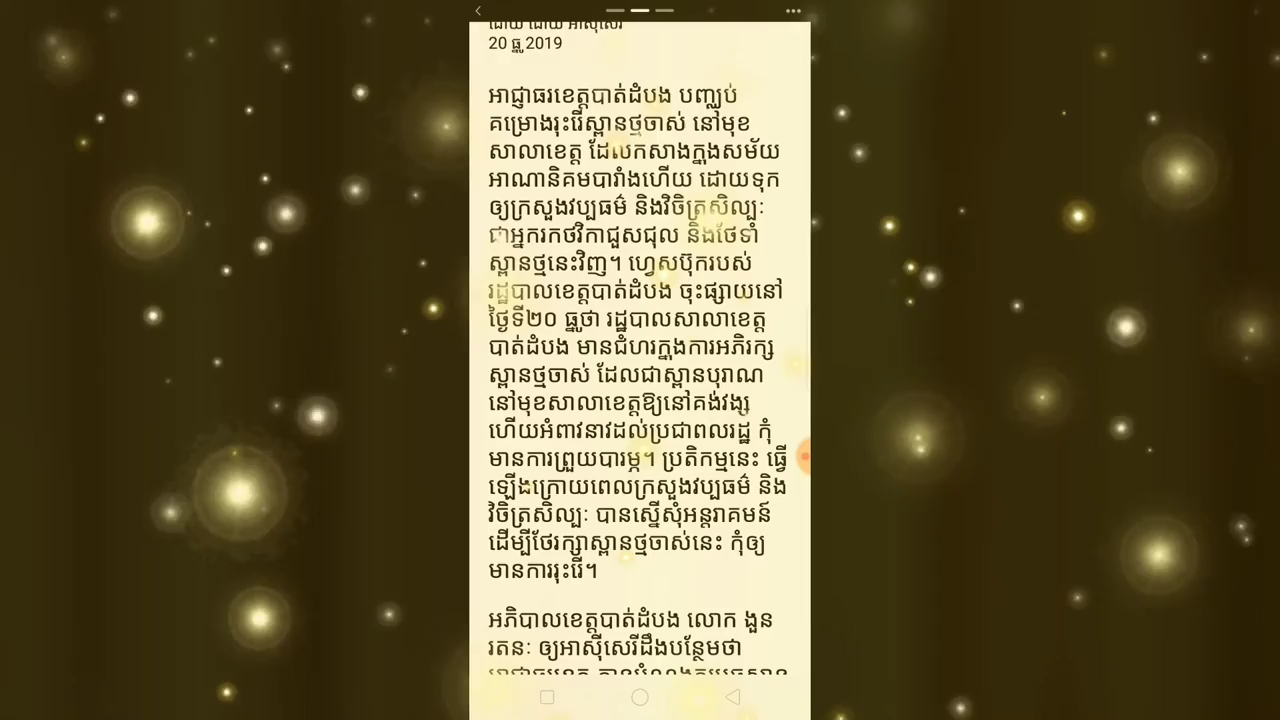 ដោយ ដោយ អាស៊ីសេរី
20 ធ្នូ 2019
អាជ្ញាធរខេត្តបាត់ដំបង បញ្ឈប់
គម្រោងរុះរើស្ពានថ្មចាស់ នៅមុខ
សាលាខេត្ត ដែលកសាងក្នុងសម័យ
អាណានិគមបារាំងហើយ ដោយទុក
ឲ្យក្រសួងវប្បធម៌ និងវិចិត្រសិល្បៈ
ជាអ្នករកថវិកាជួសជុល និងថែទាំ
ស្ពានថ្មនេះវិញ។ ហ្វេសប៊ុករបស់
រដ្ឋបាលខេត្តបាត់ដំបង ចុះផ្សាយនៅ
ថ្ងៃទី២០ ធ្នូថា រដ្ឋបាលសាលាខេត្ត
បាត់ដំបង មានជំហរក្នុងការអភិរក្ស
ស្ពានថ្មចាស់ ដែលជាស្ពានបុរាណ
នៅមុខសាលាខេត្តឱ្យនៅគង់វង្ស
ហើយអំពាវនាវដល់ប្រជាពលរដ្ឋ កុំ
មានការព្រួយបារម្ភ។ ប្រតិកម្មនេះ ធ្វើ
ឡើងក្រោយពេលក្រសួងវប្បធម៌ និង
វិចិត្រសិល្បៈ បានស្នើសុំអន្តរាគមន៍
ដើម្បីថែរក្សាស្ពានថ្មចាស់នេះ កុំឲ្យ
មានការរុះរើ។
អភិបាលខេត្តបាត់ដំបង លោក ងួន
រតនៈ ឲ្យអាស៊ីសេរីដឹងបន្ថែមថា